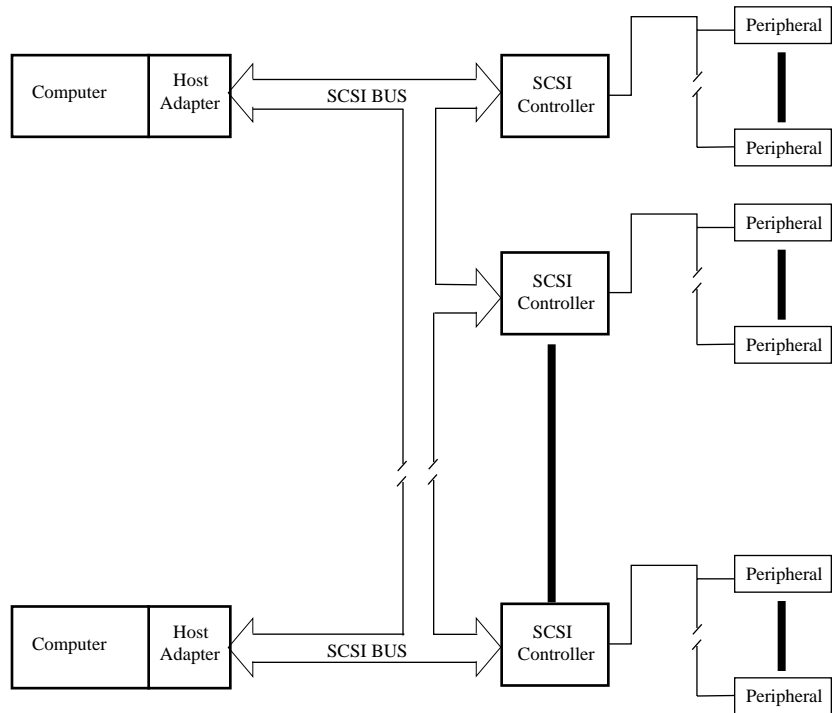 Peripheral
Computer
Host
Adapter
SCSI BUS
SCSI
Controller
Peripheral
Peripheral
SCSI
Controller
Peripheral
Peripheral
Computer
Host
Adapter
SCSI BUS
SCSI
Controller
Peripheral